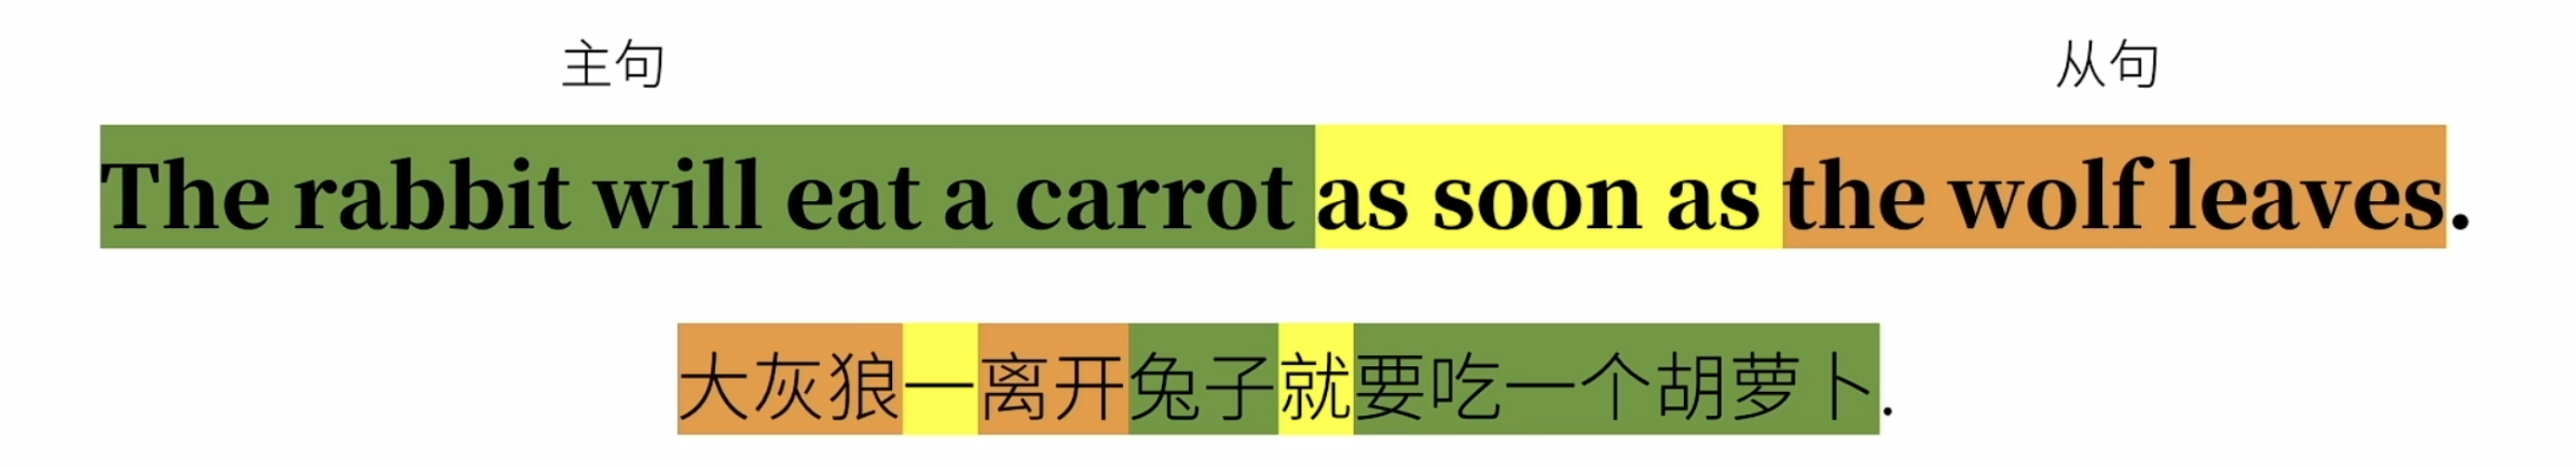 主句 从句
The rabbit will eat a carrot as soon as the wolf leaves.
大灰狼一离开兔子就要吃一个胡萝卜.